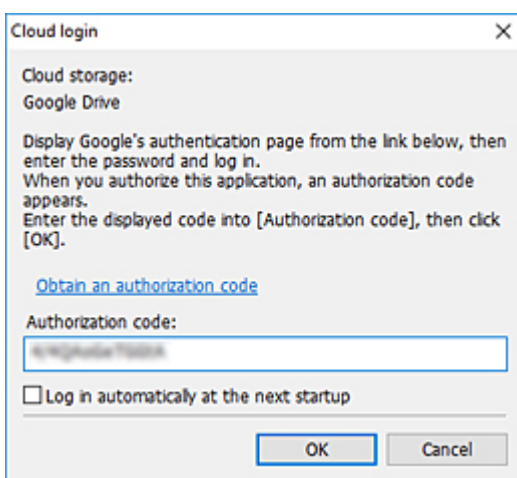 Cloud login
Cloud storage:
Google Drive
Display Google's authentication page from the link below, then
enter the password and log in.
When you authorize this application, an authorization code
appears.
Enter the displayed code into [Authorization code], then click
[OK].
Obtain an authorization code
Authorization code:
Log in automatically at the next startup
OK
Cancel